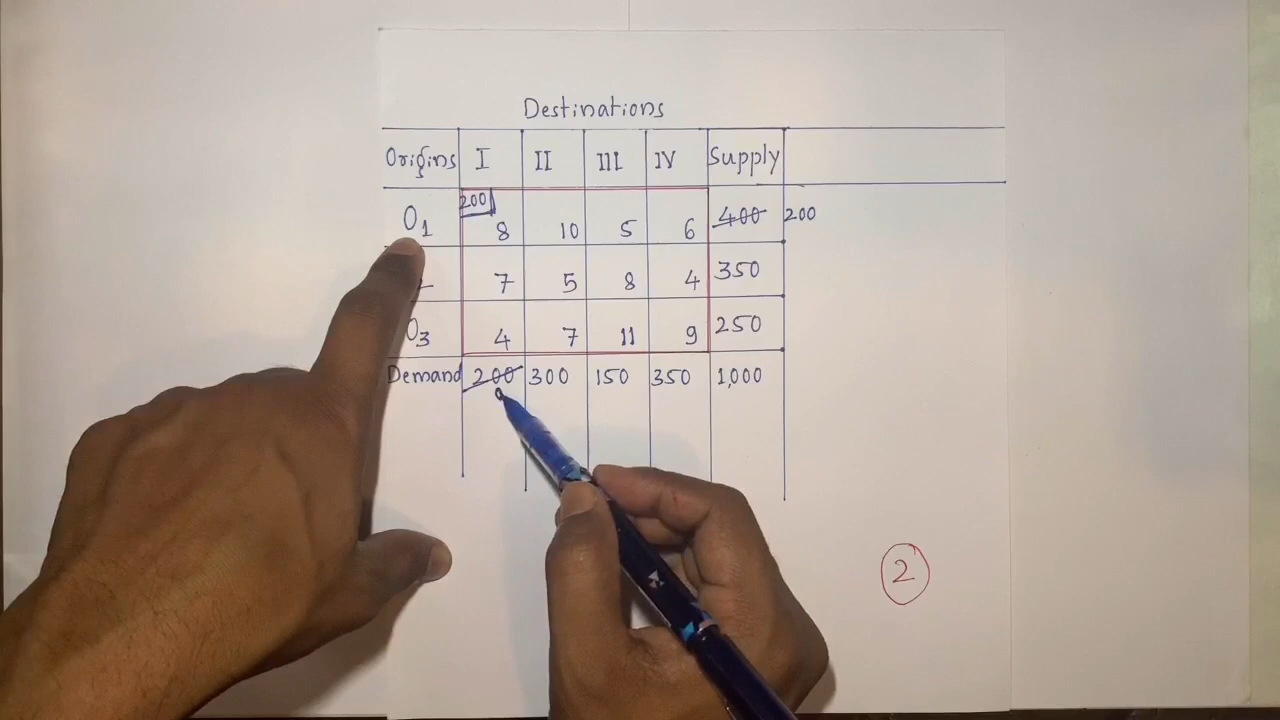 Destinations
Origins I II III IV Supply
200
O1 8 10 5 6 400 200
7 5 8 4 350
O3 4 7 11 9 250
Demand 200 300 150 350 1,000
0
2